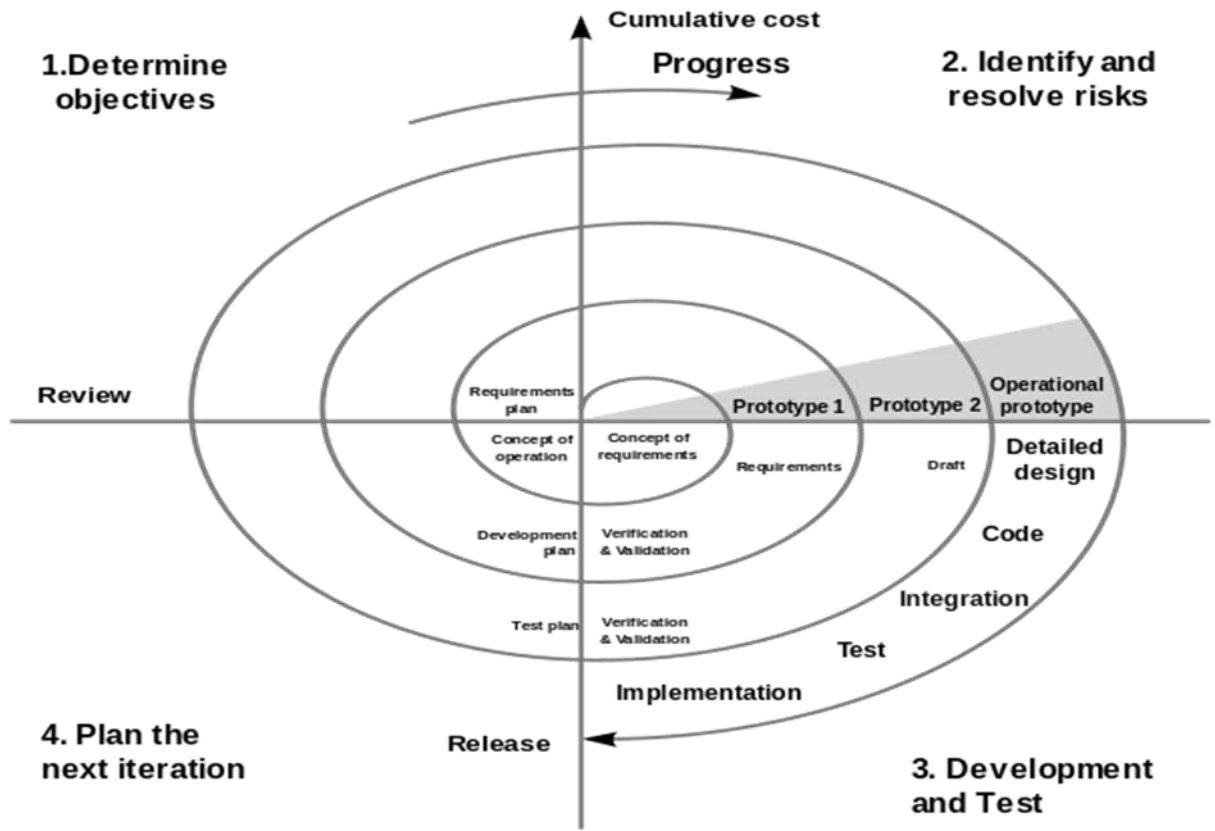 Cumulative cost
Progress
1.Determine
objectives
2. Identify and
resolve risks
Review
Requirements
plan
Concept of
operation
Concept of
requirements
Prototype 1
Prototype 2
Operational
prototype
Requirements
Draft
Detailed
design
Development
plan
Verification
& Validation
Code
Integration
Test plan
Verification
& Validation
Test
Implementation
Release
4. Plan the
next iteration
3. Development
and Test